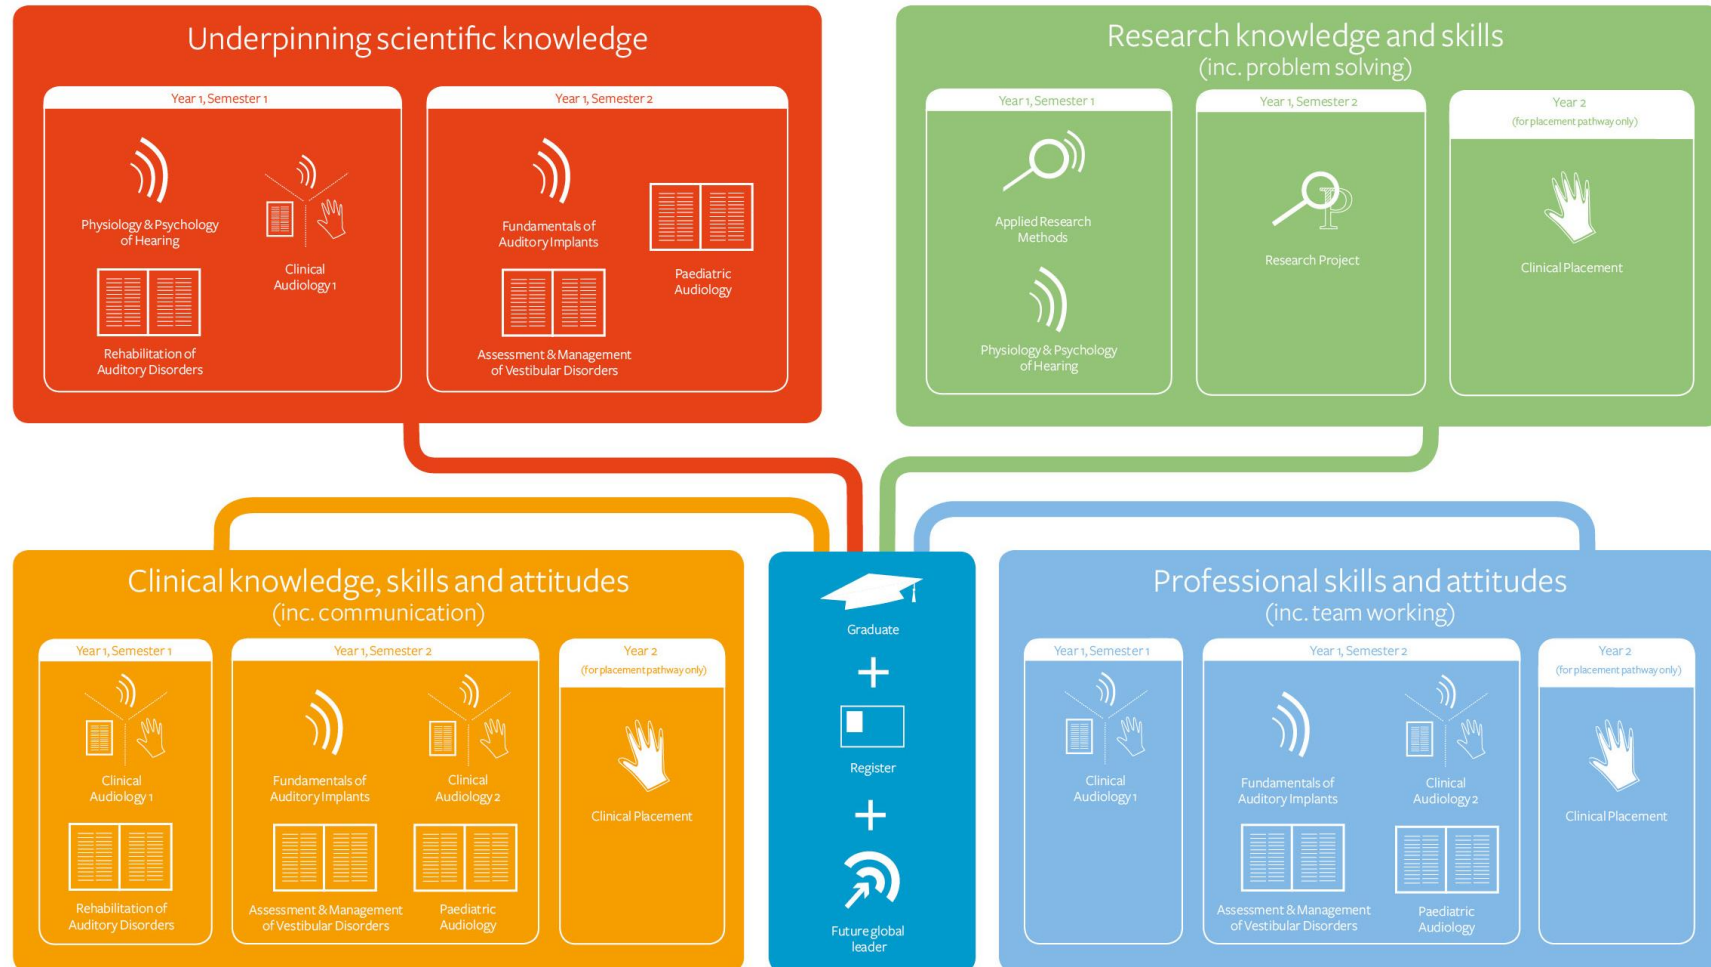 Underpinning scientific knowledge
Year 1, Semester 1
Physiology & Psychology
of Hearing
Clinical
Audiology 1
Rehabilitation of
Auditory Disorders
Year 1, Semester 2
Fundamentals of
Auditory Implants
Paediatric
Audiology
Assessment & Management
of Vestibular Disorders
Research knowledge and skills
(inc. problem solving)
Year 1, Semester 1
Applied Research
Methods
Physiology & Psychology
of Hearing
Year 1, Semester 2
P
Research Project
Year 2
(for placement pathway only)
Clinical Placement
Clinical knowledge, skills and attitudes
(inc. communication)
Year 1, Semester 1
Clinical
Audiology 1
Rehabilitation of
Auditory Disorders
Year 1, Semester 2
Fundamentals of
Auditory Implants
Clinical
Audiology 2
Assessment & Management
of Vestibular Disorders
Paediatric
Audiology
Year 2
(for placement pathway only)
Clinical Placement
Graduate
+
Register
+
Future global
leader
Professional skills and attitudes
(inc. team working)
Year 1, Semester 1
Clinical
Audiology 1
Year 1, Semester 2
Fundamentals of
Auditory Implants
Clinical
Audiology 2
Assessment & Management
of Vestibular Disorders
Paediatric
Audiology
Year 2
(for placement pathway only)
Clinical Placement